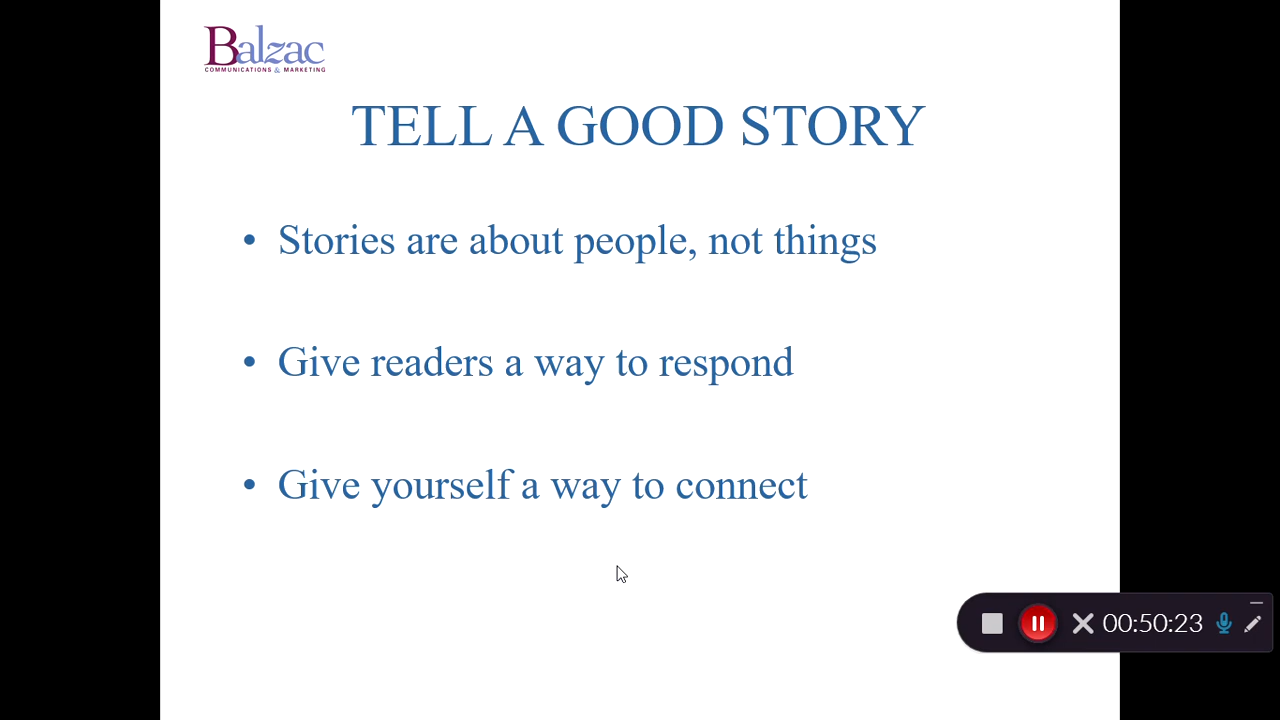 Balzac
COMMUNICATIONS & MARKETING
TELL A GOOD STORY
• Stories are about people, not things
• Give readers a way to respond
• Give yourself a way to connect
00:50:23